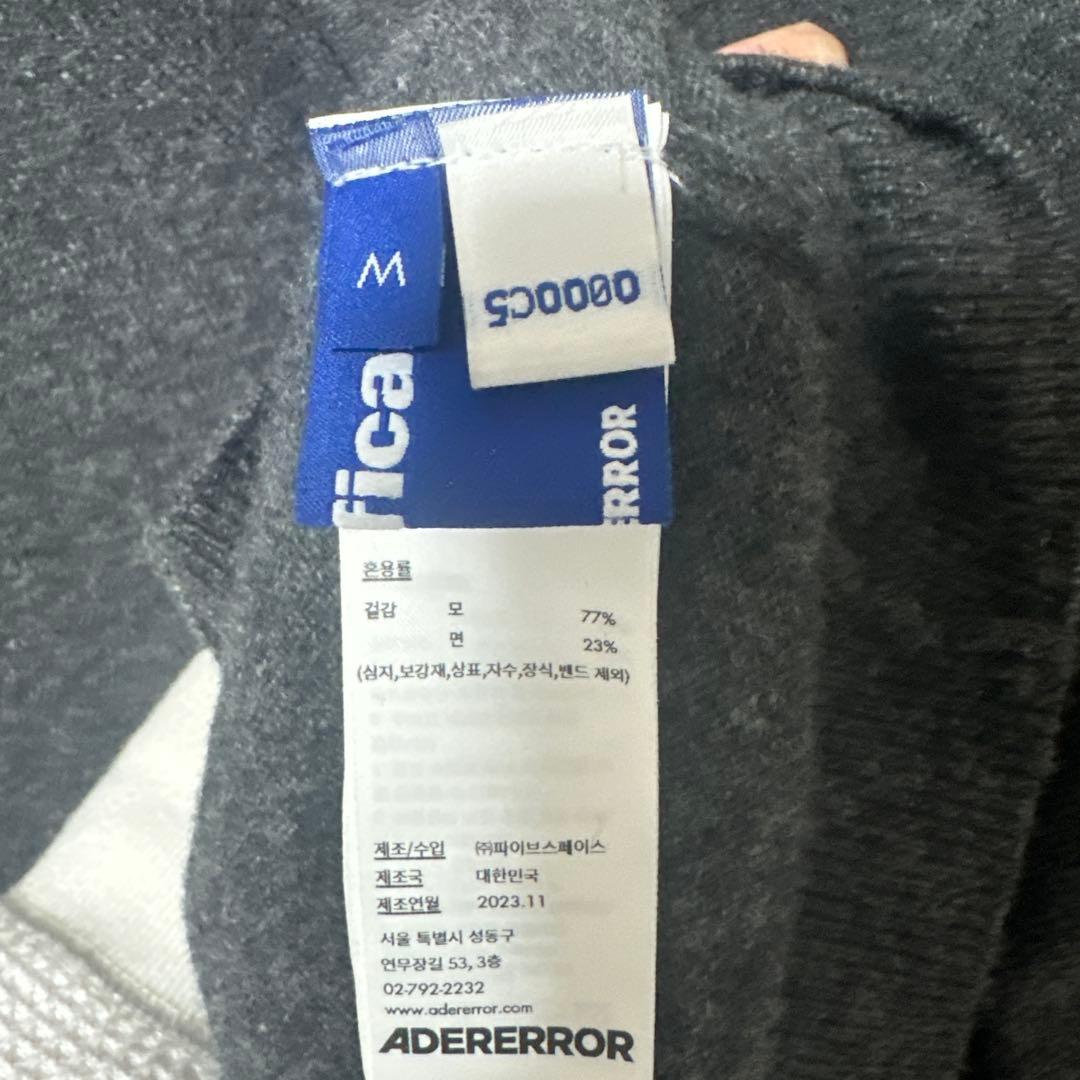 M
0000C5
fica
ERROR
혼용률
겉감 모 77%
면 23%
(심지,보강재,상표,자수,장식,밴드 제외)
제조/수입 ㈜파이브스페이스
제조국 대한민국
제조연월 2023.11
서울 특별시 성동구
연무장길 53, 3층
02-792-2232
www.adererror.com
ADERERROR